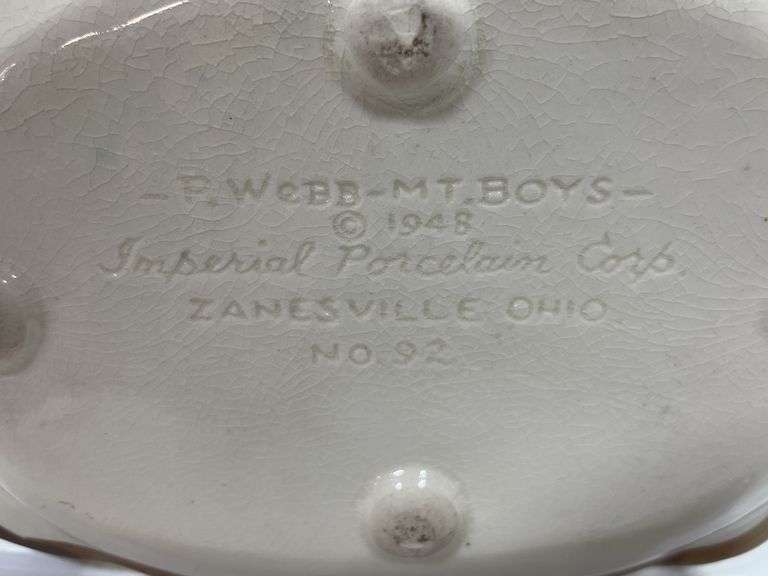 - P. WeBB - MT. BOYS -
© 1948
Imperial Porcelain Corp.
ZANESVILLE OHIO
NO. 92